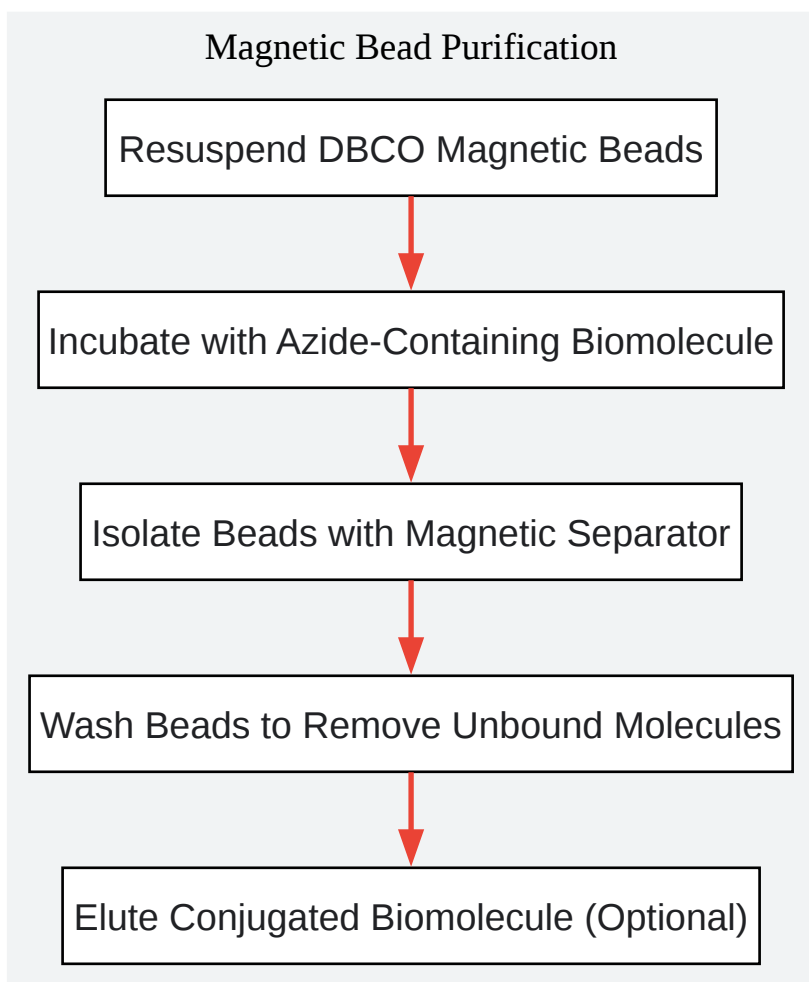 Magnetic Bead Purification
Resuspend DBCO Magnetic Beads
Incubate with Azide-Containing Biomolecule
Isolate Beads with Magnetic Separator
Wash Beads to Remove Unbound Molecules
Elute Conjugated Biomolecule (Optional)